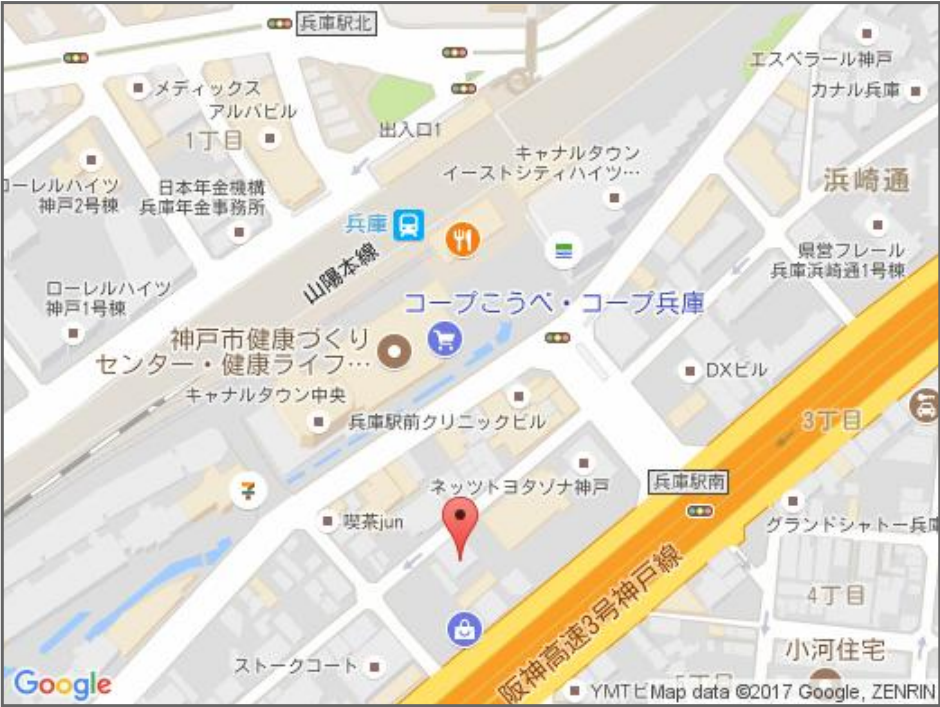 兵庫駅北
エスペラール神戸
メディックス
カナル兵庫
アルバビル
出入口1
1丁目
キャナルタウン
イーストシティハイツ…
ローレルハイツ
神戸2号棟
日本年金機構
兵庫年金事務所
浜崎通
兵庫
県営フレール
兵庫浜崎通1号棟
山陽本線
ローレルハイツ
神戸1号棟
コープこうべ・コープ兵庫
神戸市健康づくり
センター・健康ライフ…
DXビル
キャナルタウン中央
兵庫駅前クリニックビル
3丁目
ネッツトヨタゾナ神戸
兵庫駅南
喫茶jun
グランドシャトー兵庫
阪神高速3号神戸線
4丁目
小河住宅
ストークコート
Google
YMTビ
丁目
Map data ©2017 Google, ZENRIN